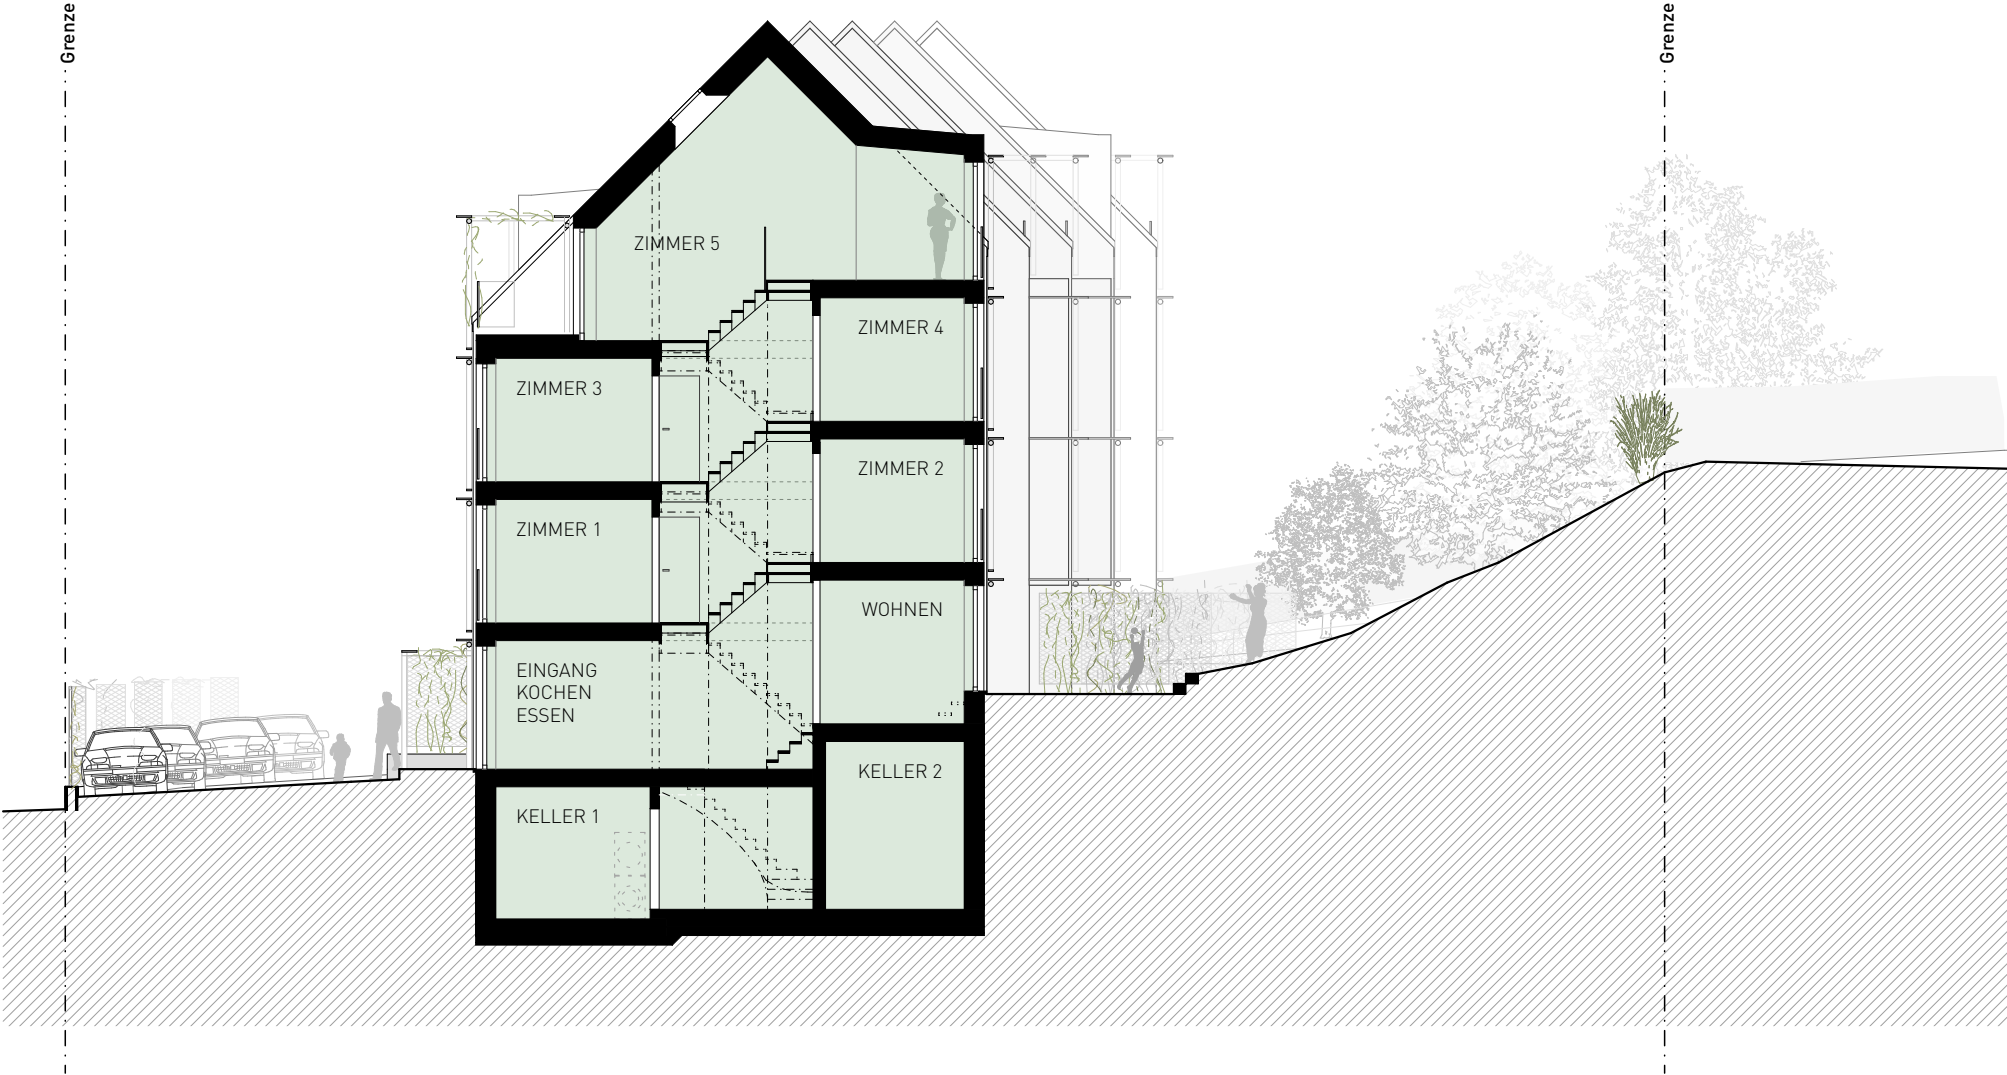 Grenze
Grenze
ZIMMER 5
ZIMMER 4
ZIMMER 3
ZIMMER 2
ZIMMER 1
WOHNEN
EINGANG
KOCHEN
ESSEN
KELLER 2
KELLER 1